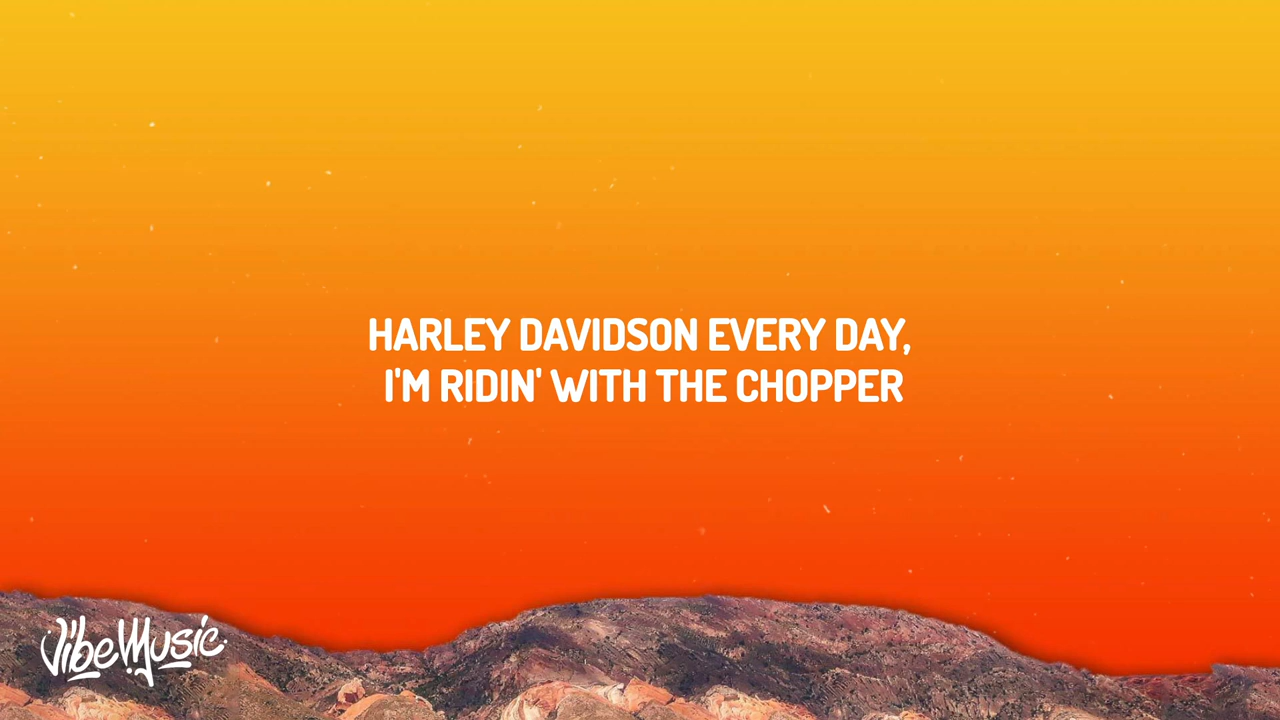 HARLEY DAVIDSON EVERY DAY,
I'M RIDIN' WITH THE CHOPPER
VibeMusic